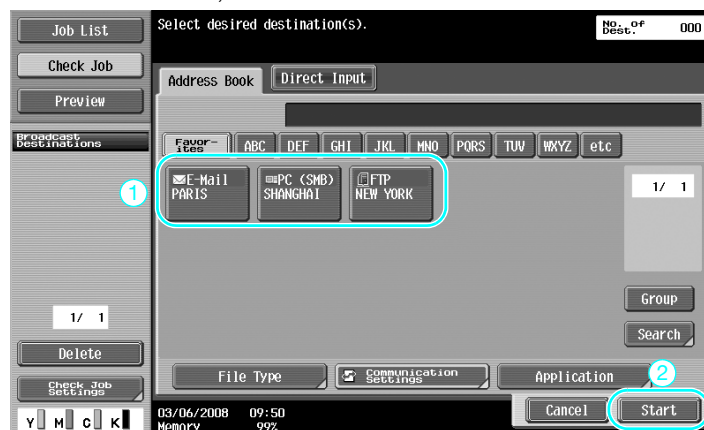 Job List
Check Job
Preview
Broadcast
Destinations
1/ 1
Delete
Check Job
Settings
Y M C K
Select desired destination(s).
No. of
Dest.
000
Address Book
Direct Input
Favor-
ites
ABC
DEF
GHI
JKL
MNO
PQRS
TUV
WXYZ
etc
1
E-Mail
PARIS
PC (SMB)
SHANGHAI
FTP
NEW YORK
1/ 1
Group
Search
File Type
Communication
Settings
Application
2
03/06/2008 09:50
Memory 99%
Cancel
Start